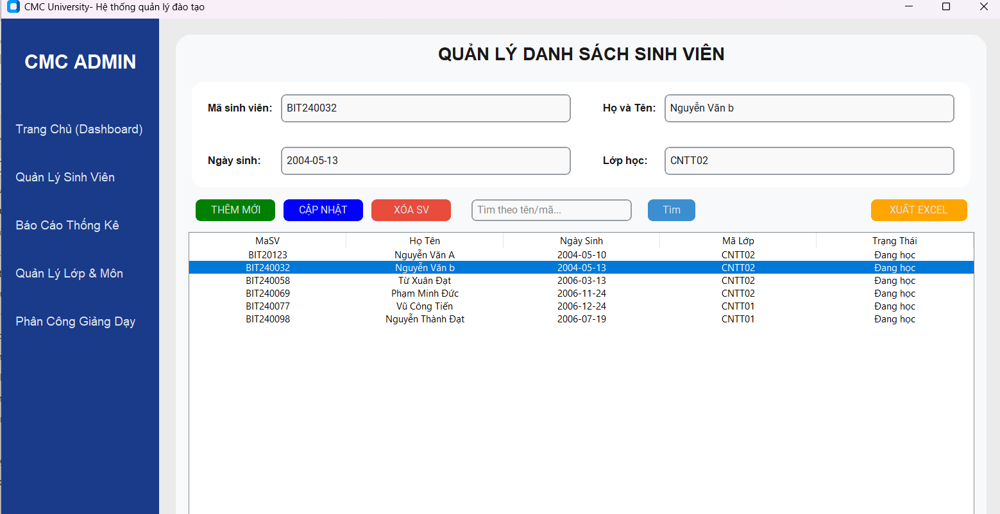 CMC University- Hệ thống quản lý đào tạo
CMC ADMIN
Trang Chủ (Dashboard)
Quản Lý Sinh Viên
Báo Cáo Thống Kê
Quản Lý Lớp & Môn
Phân Công Giảng Dạy
QUẢN LÝ DANH SÁCH SINH VIÊN
Mã sinh viên: BIT240032 Họ và Tên: Nguyễn Văn b
Ngày sinh: 2004-05-13 Lớp học: CNTT02
THÊM MỚI CẬP NHẬT XÓA SV Tìm theo tên/mã... Tìm XUẤT EXCEL
MaSV Họ Tên Ngày Sinh Mã Lớp Trạng Thái
BIT20123 Nguyễn Văn A 2004-05-10 CNTT02 Đang học
BIT240032 Nguyễn Văn b 2004-05-13 CNTT02 Đang học
BIT240058 Từ Xuân Đạt 2006-03-13 CNTT02 Đang học
BIT240069 Phạm Minh Đức 2006-11-24 CNTT02 Đang học
BIT240077 Vũ Công Tiến 2006-12-24 CNTT01 Đang học
BIT240098 Nguyễn Thành Đạt 2006-07-19 CNTT01 Đang học